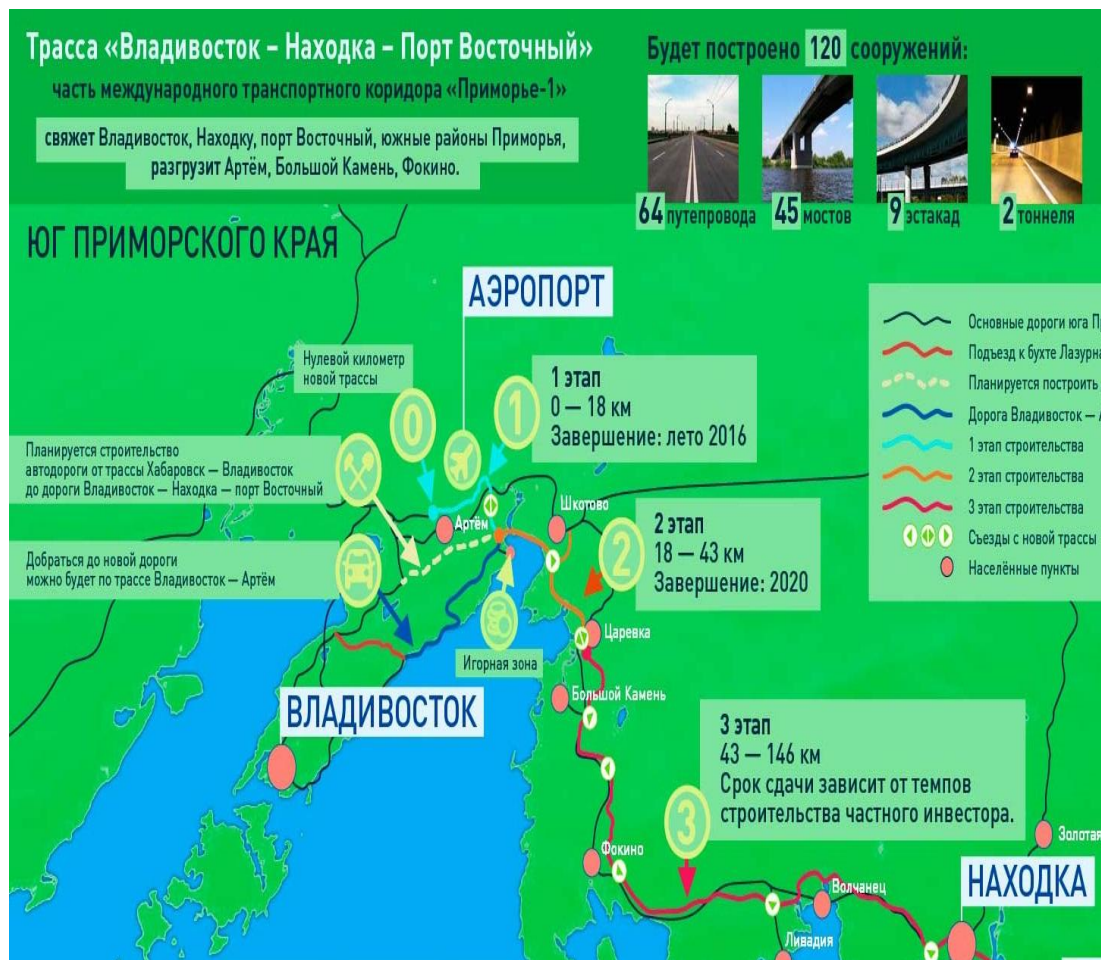 Трасса «Владивосток – Находка – Порт Восточный»
часть международного транспортного коридора «Приморье-1»
свяжет Владивосток, Находку, порт Восточный, южные районы Приморья,
разгрузит Артём, Большой Камень, Фокино.
Будет построено 120 сооружений:
64 путепровода
45 мостов
9 эстакад
2 тоннеля
ЮГ ПРИМОРСКОГО КРАЯ
АЭРОПОРТ
Основные дороги юга
Подъезд к бухте
Планируется построить
Дорога Владивосток —
1 этап строительства
2 этап строительства
3 этап строительства
Съезды с новой трассы
Населённые пункты
Нулевой километр
новой трассы
0
1
1 этап
0 — 18 км
Завершение: лето 2016
Планируется строительство
автодороги от трассы Хабаровск — Владивосток
до дороги Владивосток — Находка — порт Восточный
Артём
Шкотово
2
2 этап
18 — 43 км
Завершение: 2020
Добраться до новой дороги
можно будет по трассе Владивосток — Артём
Игорная зона
Царевка
Большой Камень
ВЛАДИВОСТОК
3 этап
43 — 146 км
Срок сдачи зависит от темпов
строительства частного инвестора.
3
Фокино
Золотая
Волчанец
НАХОДКА
Ливадия